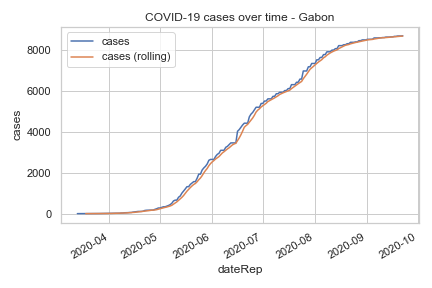 COVID-19 cases over time - Gabon
cases
cases (rolling)
8000
6000
4000
2000
0
cases
2020-04
2020-05
2020-06
2020-07
2020-08
2020-09
2020-10
dateRep